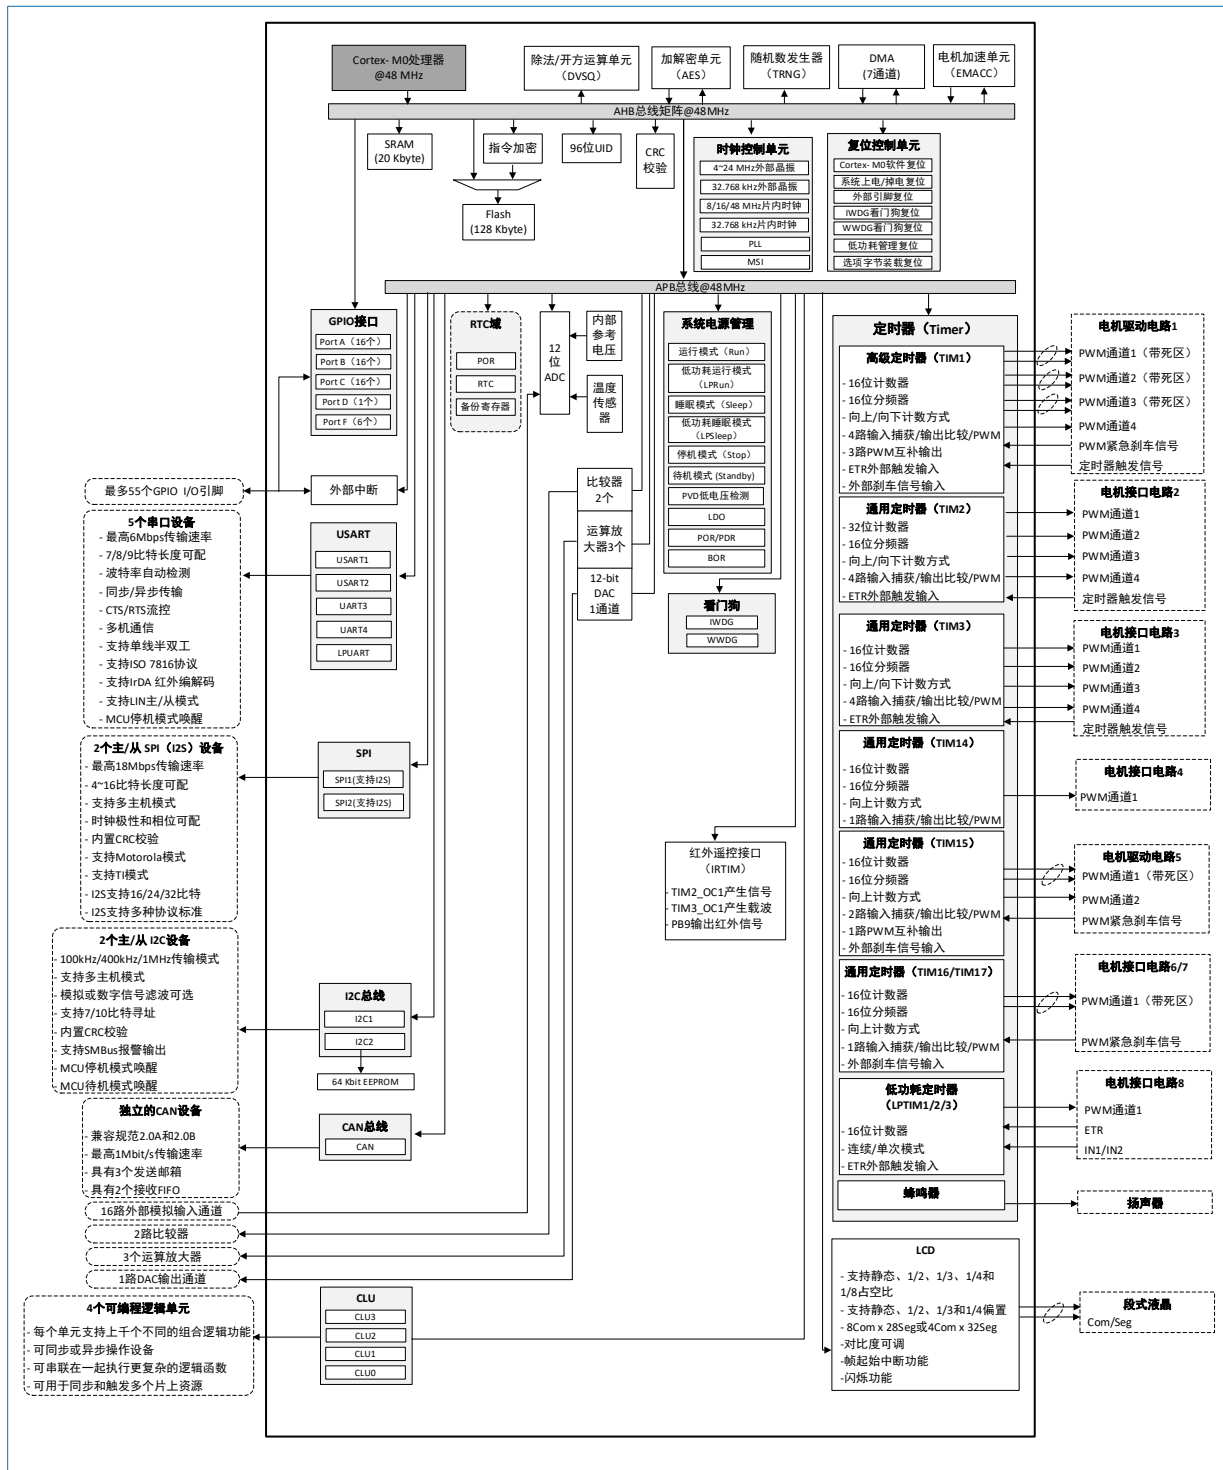 Cortex- M0处理器
@48 MHz
除法/开方运算单元
（DVSQ）
加解密单元
（AES）
随机数发生器
（TRNG）
DMA
(7通道)
电机加速单元
（EMACC）
AHB总线矩阵@48MHz
SRAM
(20 Kbyte)
指令加密
96位UID
CRC
校验
Flash
(128 Kbyte)
时钟控制单元
4~24 MHz外部晶振
32.768 kHz外部晶振
8/16/48 MHz片内时钟
32.768 kHz片内时钟
PLL
MSI
复位控制单元
Cortex- M0软件复位
系统上电/掉电复位
外部引脚复位
IWDG看门狗复位
WWDG看门狗复位
低功耗管理复位
选项字节装载复位
APB总线@48MHz
GPIO接口
Port A（16个）
Port B（16个）
Port C（16个）
Port D（1个）
Port F（6个）
RTC域
POR
RTC
备份寄存器
12
位
ADC
内部
参考
电压
温度
传感
器
系统电源管理
运行模式（Run）
低功耗运行模式
（LPRun）
睡眠模式（Sleep）
低功耗睡眠模式
（LPSleep）
停机模式（Stop）
待机模式 (Standby)
PVD低电压检测
LDO
POR/PDR
BOR
看门狗
IWDG
WWDG
最多55个GPIO I/O引脚
外部中断
比较器
2个
运算放
大器3个
12-bit
DAC
1通道
5个串口设备
- 最高6Mbps传输速率
- 7/8/9比特长度可配
- 波特率自动检测
- 同步/异步传输
- CTS/RTS流控
- 多机通信
- 支持单线半双工
- 支持ISO 7816协议
- 支持IrDA 红外编解码
- 支持LIN主/从模式
- MCU停机模式唤醒
USART
USART1
USART2
UART3
UART4
LPUART
2个主/从 SPI（I2S）设备
- 最高18Mbps传输速率
- 4~16比特长度可配
- 支持多主机模式
- 时钟极性和相位可配
- 内置CRC校验
- 支持Motorola模式
- 支持TI模式
- I2S支持16/24/32比特
- I2S支持多种协议标准
SPI
SPI1(支持I2S)
SPI2(支持I2S)
红外遥控接口
（IRTIM）
- TIM2_OC1产生信号
- TIM3_OC1产生载波
- PB9输出红外信号
2个主/从 I2C设备
- 100kHz/400kHz/1MHz传输模式
- 支持多主机模式
- 模拟或数字信号滤波可选
- 支持7/10比特寻址
- 内置CRC校验
- 支持SMBus报警输出
- MCU停机模式唤醒
- MCU待机模式唤醒
I2C总线
I2C1
I2C2
64 Kbit EEPROM
独立的CAN设备
- 兼容规范2.0A和2.0B
- 最高1Mbit/s传输速率
- 具有3个发送邮箱
- 具有2个接收FIFO
CAN总线
CAN
16路外部模拟输入通道
2路比较器
3个运算放大器
1路DAC输出通道
4个可编程逻辑单元
- 每个单元支持上千个不同的组合逻辑功能
- 可同步或异步操作设备
- 可串联在一起执行更复杂的逻辑函数
- 可用于同步和触发多个片上资源
CLU
CLU3
CLU2
CLU1
CLU0
定时器（Timer）
高级定时器（TIM1）
- 16位计数器
- 16位分频器
- 向上/向下计数方式
- 4路输入捕获/输出比较/PWM
- 3路PWM互补输出
- ETR外部触发输入
- 外部刹车信号输入
通用定时器（TIM2）
- 32位计数器
- 16位分频器
- 向上/向下计数方式
- 4路输入捕获/输出比较/PWM
- ETR外部触发输入
通用定时器（TIM3）
- 16位计数器
- 16位分频器
- 向上/向下计数方式
- 4路输入捕获/输出比较/PWM
- ETR外部触发输入
通用定时器（TIM14）
- 16位计数器
- 16位分频器
- 向上计数方式
- 1路输入捕获/输出比较/PWM
通用定时器（TIM15）
- 16位计数器
- 16位分频器
- 向上计数方式
- 2路输入捕获/输出比较/PWM
- 1路PWM互补输出
- 外部刹车信号输入
通用定时器（TIM16/TIM17）
- 16位计数器
- 16位分频器
- 向上计数方式
- 1路输入捕获/输出比较/PWM
- 外部刹车信号输入
低功耗定时器
（LPTIM1/2/3）
- 16位计数器
- 连续/单次模式
- ETR外部触发输入
蜂鸣器
LCD
- 支持静态、1/2、1/3、1/4和
1/8占空比
- 支持静态、1/2、1/3和1/4偏置
- 8Com x 28Seg或4Com x 32Seg
-对比度可调
-帧起始中断功能
-闪烁功能
电机驱动电路1
PWM通道1（带死区）
PWM通道2（带死区）
PWM通道3（带死区）
PWM通道4
PWM紧急刹车信号
定时器触发信号
电机接口电路2
PWM通道1
PWM通道2
PWM通道3
PWM通道4
定时器触发信号
电机接口电路3
PWM通道1
PWM通道2
PWM通道3
PWM通道4
定时器触发信号
电机接口电路4
PWM通道1
电机驱动电路5
PWM通道1（带死区）
PWM通道2
PWM紧急刹车信号
电机接口电路6/7
PWM通道1（带死区）
PWM紧急刹车信号
电机接口电路8
PWM通道1
ETR
IN1/IN2
扬声器
段式液晶
Com/Seg